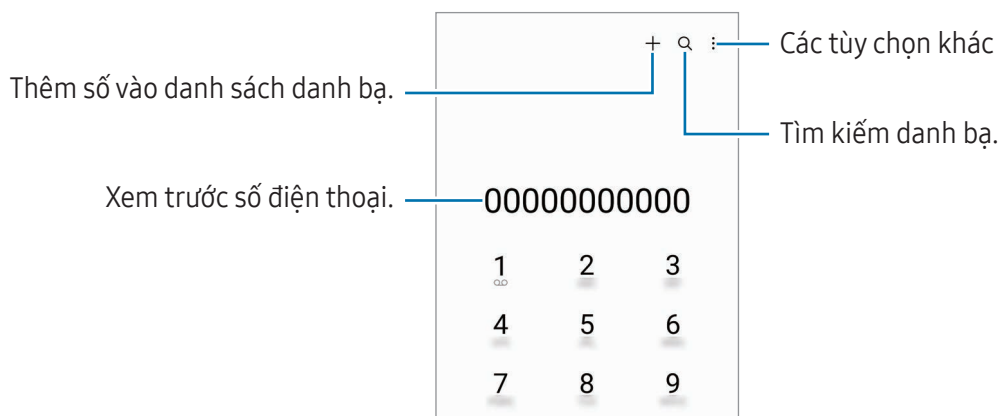 Các tùy chọn khác
Thêm số vào danh sách danh bạ.
Tìm kiếm danh bạ.
Xem trước số điện thoại.
00000000000
1 2 3
4 5 6
7 8 9